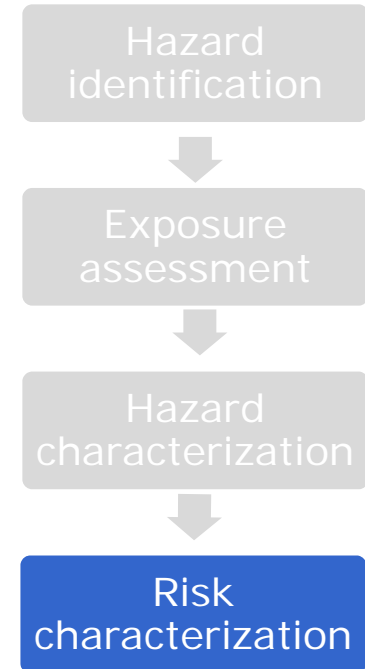 Hazard
identification
Exposure
assessment
Hazard
characterization
Risk
characterization